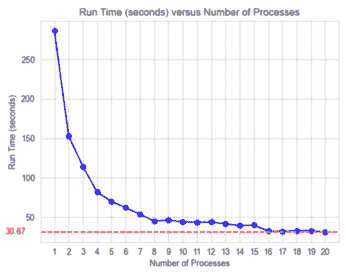 Run Time (seconds) versus Number of Processes
250
200
150
100
50
30.67
Run Time (seconds)
1 2 3 4 5 6 7 8 9 10 11 12 13 14 15 16 17 18 19 20
Number of Processes